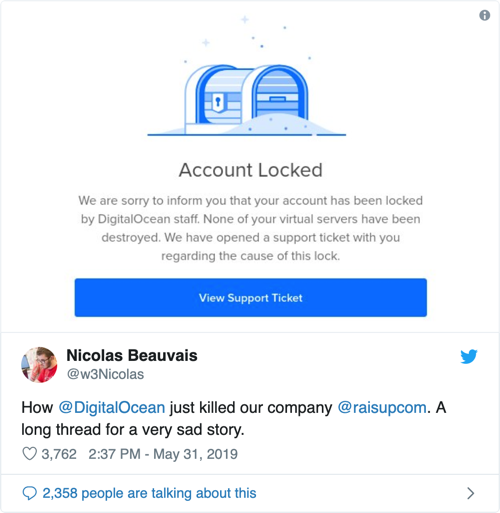 Account Locked
We are sorry to inform you that your account has been locked
by DigitalOcean staff. None of your virtual servers have been
destroyed. We have opened a support ticket with you
regarding the cause of this lock.
View Support Ticket
Nicolas Beauvais
@w3Nicolas
How @DigitalOcean just killed our company @raisupcom. A
long thread for a very sad story.
3,762 2:37 PM - May 31, 2019
2,358 people are talking about this